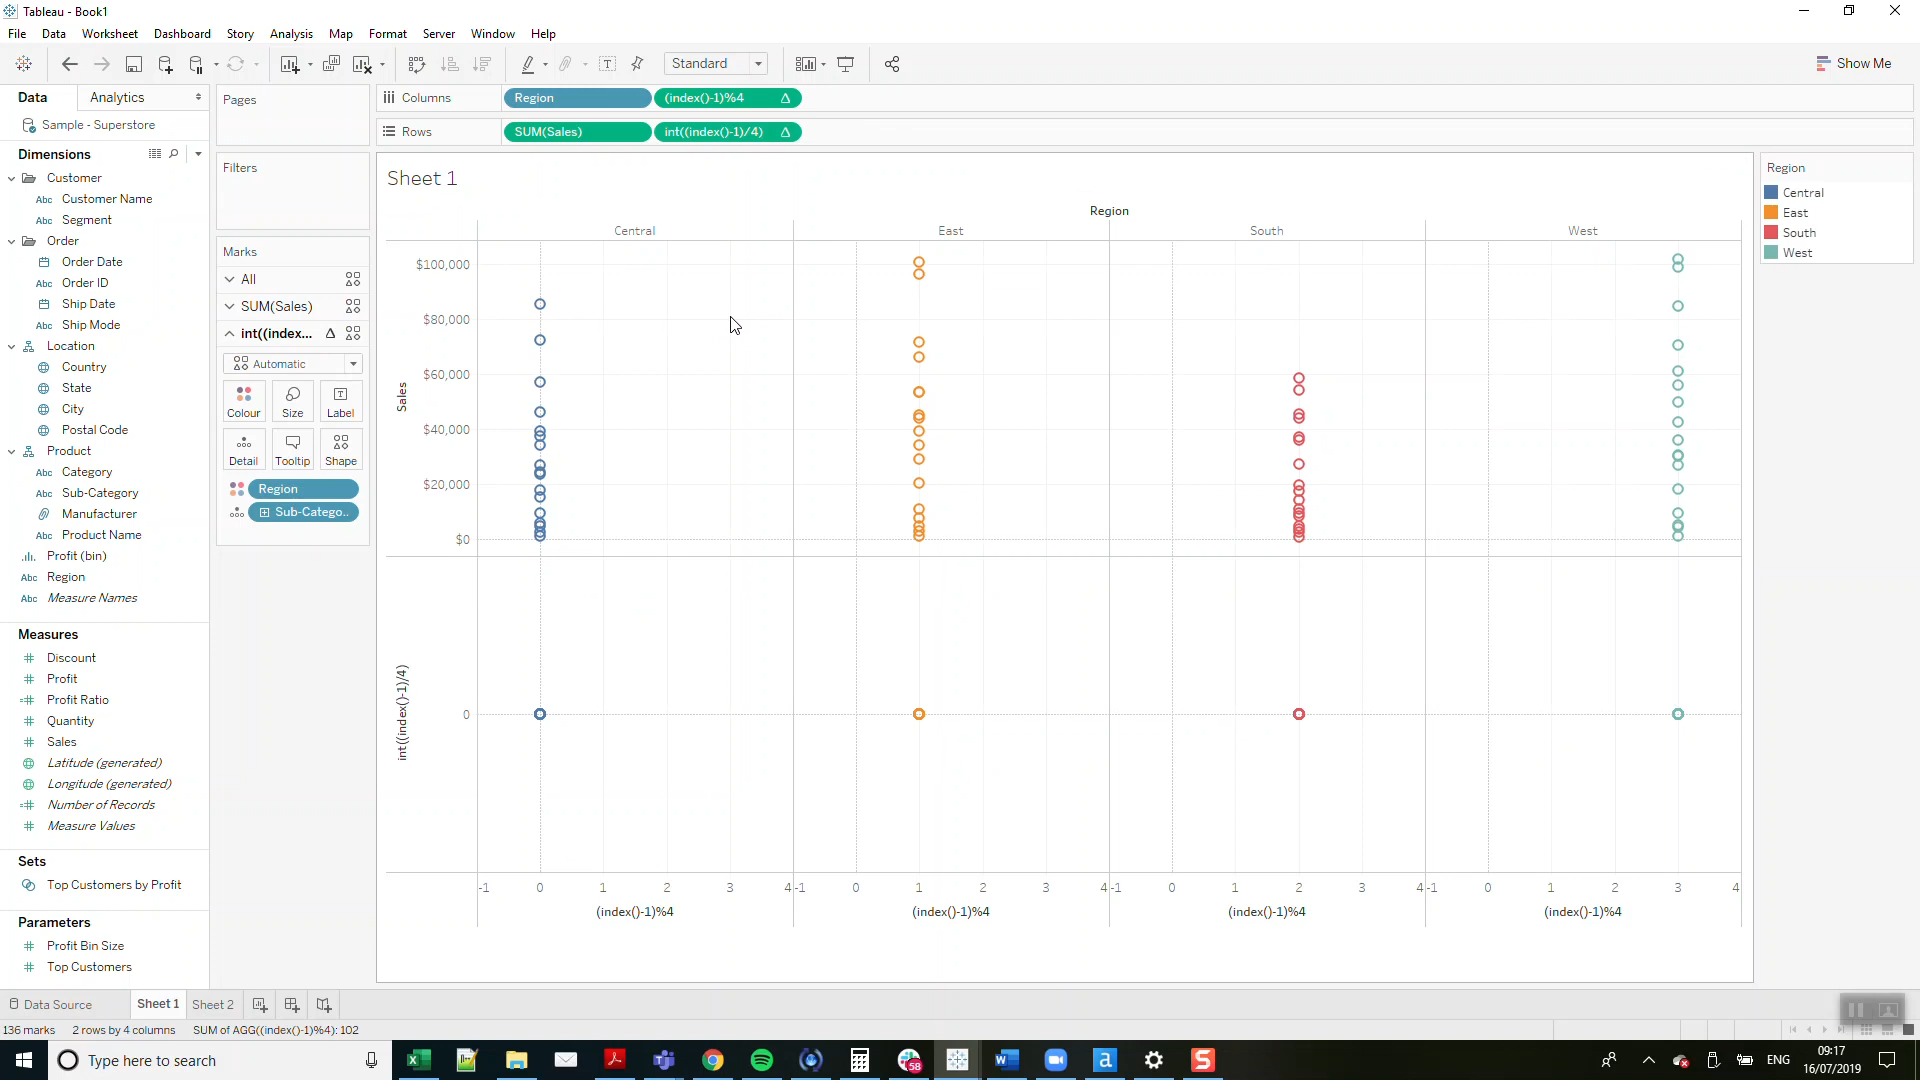 Tableau - Book1
File Data Worksheet Dashboard Story Analysis Map Format Server Window Help
Standard
Show Me
Data Analytics
Sample - Superstore
Dimensions
Customer
Abc Customer Name
Abc Segment
Order
Order Date
Abc Order ID
Ship Date
Abc Ship Mode
Location
Country
State
City
Postal Code
Product
Abc Category
Abc Sub-Category
Manufacturer
Abc Product Name
Profit (bin)
Abc Region
Abc Measure Names
Measures
# Discount
# Profit
=# Profit Ratio
# Quantity
# Sales
Latitude (generated)
Longitude (generated)
=# Number of Records
# Measure Values
Sets
Top Customers by Profit
Parameters
# Profit Bin Size
# Top Customers
Pages
Filters
Marks
All
SUM(Sales)
int((index... Δ
Automatic
Colour Size Label
Detail Tooltip Shape
Region
Sub-Catego..
Columns Region (index()-1)%4 Δ
Rows SUM(Sales) int((index()-1)/4) Δ
Sheet 1
Region
Central East South West
Sales
$100,000
$80,000
$60,000
$40,000
$20,000
$0
int((index()-1)/4)
0
-1 0 1 2 3 4 -1 0 1 2 3 4 -1 0 1 2 3 4 -1 0 1 2 3 4
(index()-1)%4 (index()-1)%4 (index()-1)%4 (index()-1)%4
Region
Central
East
South
West
Data Source Sheet 1 Sheet 2
136 marks 2 rows by 4 columns SUM of AGG((index()-1)%4): 102
Type here to search
58
ENG
09:17
16/07/2019